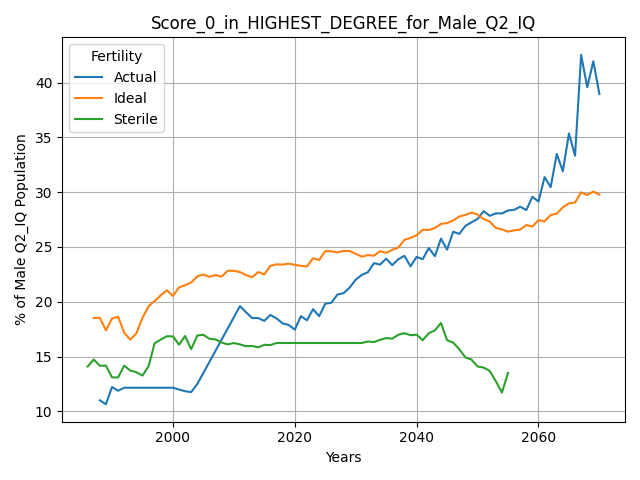 Score_0_in_HIGHEST_DEGREE_for_Male_Q2_IQ
Fertility
Actual
Ideal
Sterile
% of Male Q2_IQ Population
40
35
30
25
20
15
10
2000
2020
2040
2060
Years